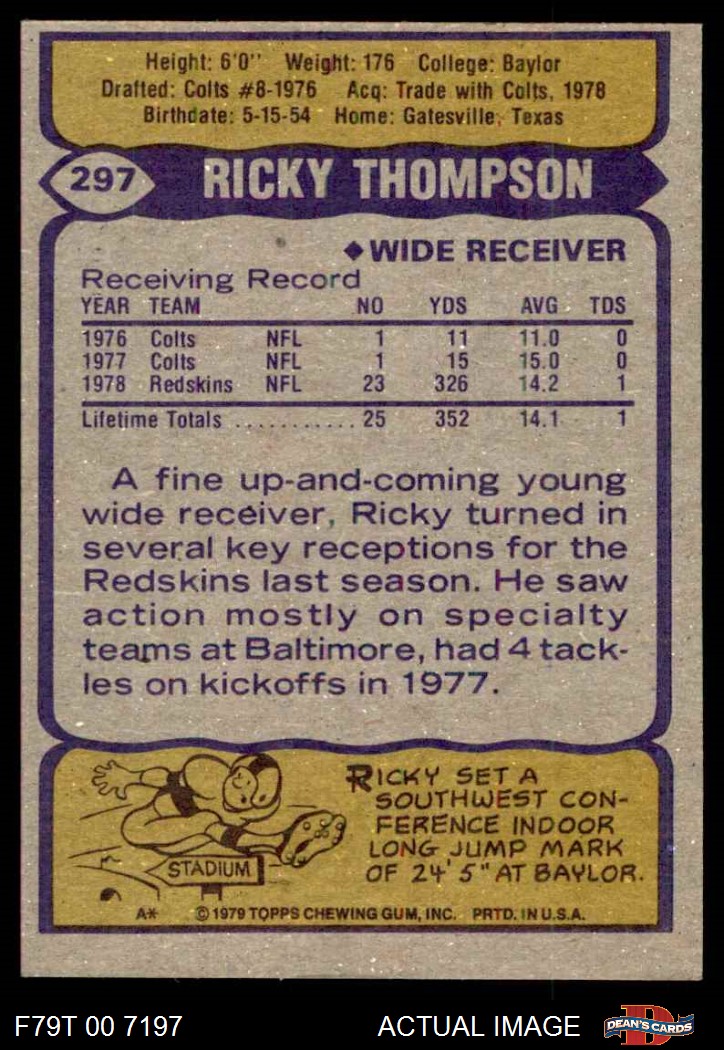 Height: 6'0'' Weight: 176 College: Baylor
Drafted: Colts #8-1976 Acq: Trade with Colts, 1978
Birthdate: 5-15-54 Home: Gatesville, Texas
297 RICKY THOMPSON
◆WIDE RECEIVER
Receiving Record
YEAR TEAM NO YDS AVG TDS
1976 Colts NFL 1 11 11.0 0
1977 Colts NFL 1 15 15.0 0
1978 Redskins NFL 23 326 14.2 1
Lifetime Totals ........... 25 352 14.1 1
A fine up-and-coming young
wide receiver, Ricky turned in
several key receptions for the
Redskins last season. He saw
action mostly on specialty
teams at Baltimore, had 4 tack-
les on kickoffs in 1977.
RICKY SET A
SOUTHWEST CON-
FERENCE INDOOR
LONG JUMP MARK
OF 24' 5" AT BAYLOR.
STADIUM
A* ©1979 TOPPS CHEWING GUM, INC. PRTD. IN U.S.A.
F79T 00 7197 ACTUAL IMAGE D DEAN'S CARDS